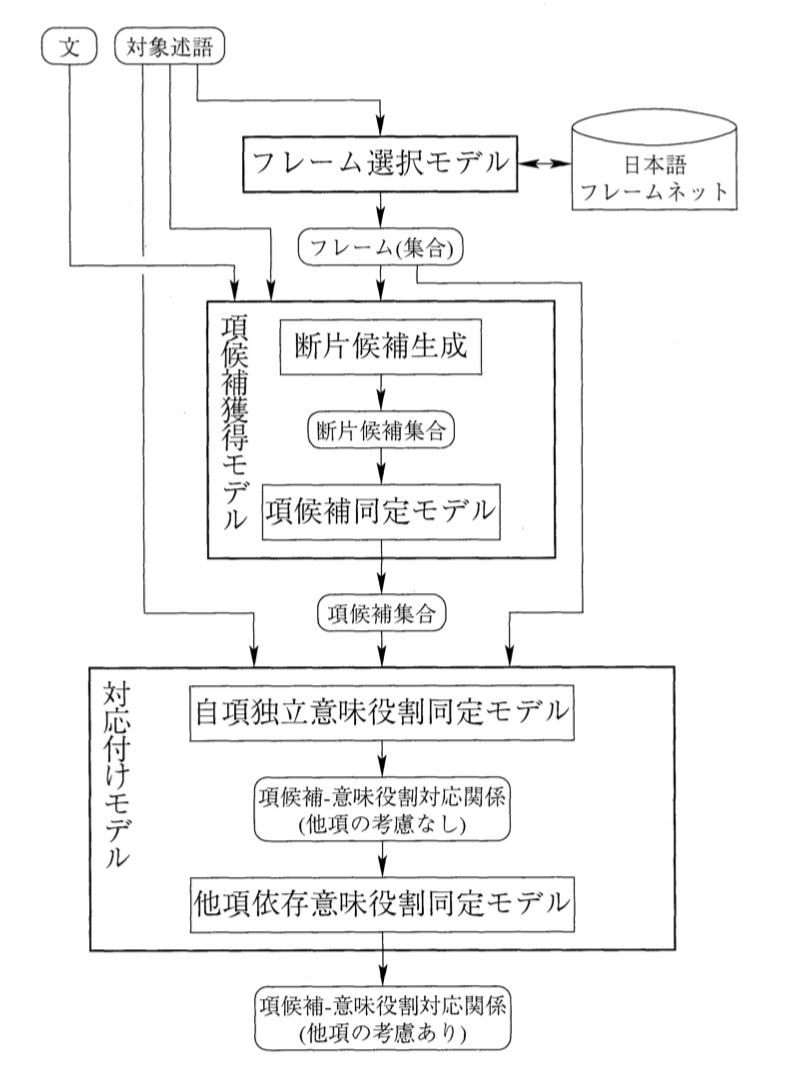 文
対象述語
フレーム選択モデル
日本語
フレームネット
フレーム(集合)
項候補獲得モデル
断片候補生成
断片候補集合
項候補同定モデル
項候補集合
対応付けモデル
自項独立意味役割同定モデル
項候補-意味役割対応関係
(他項の考慮なし)
他項依存意味役割同定モデル
項候補-意味役割対応関係
(他項の考慮あり)